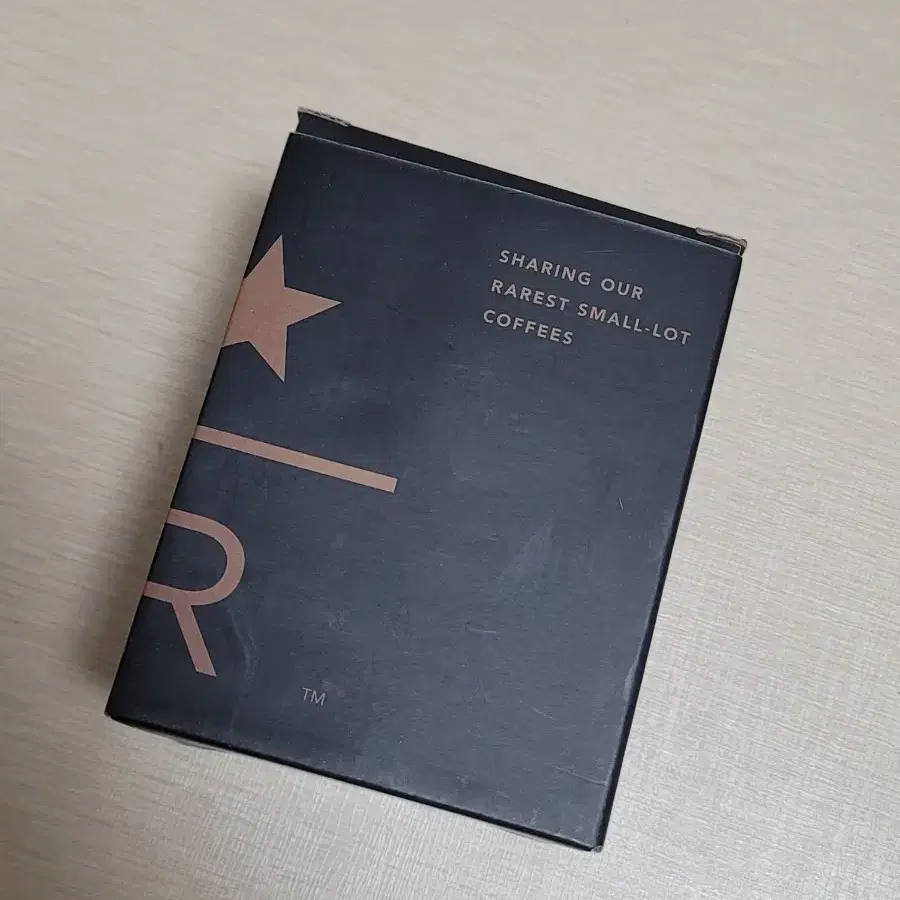 SHARING OUR
RAREST SMALL-LOT
COFFEES
R
TM